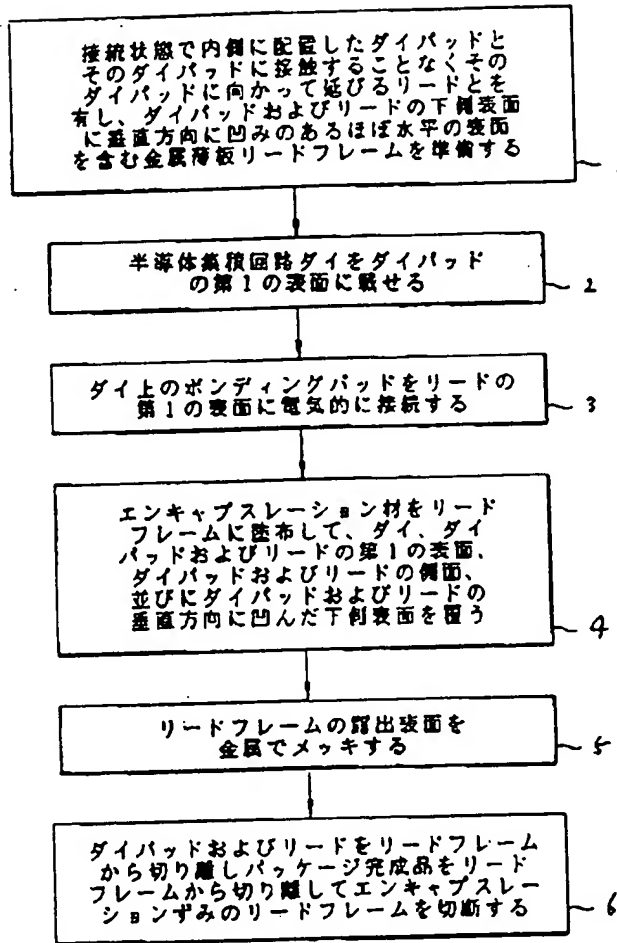 接続状態で内側に配置したダイパッドと
そのダイパッドに接触することなくその
ダイパッドに向かって延びるリードとを
有し、ダイパッドおよびリードの下側表面
に垂直方向に凹みのあるほぼ水平の表面
を含む金属薄板リードフレームを準備する
半導体集積回路ダイをダイパッド
の第1の表面に載せる
2
ダイ上のボンディングパッドをリードの
第1の表面に電気的に接続する
3
エンキャプスレーション材をリード
フレームに塗布して、ダイ、ダイ
パッドおよびリードの第1の表面、
ダイパッドおよびリードの側面、
並びにダイパッドおよびリードの
垂直方向に凹んだ下側表面を覆う
4
リードフレームの露出表面を
金属でメッキする
5
ダイパッドおよびリードをリードフレーム
から切り離しパッケージ完成品をリード
フレームから切り離してエンキャプスレー
ションずみのリードフレームを切断する
6